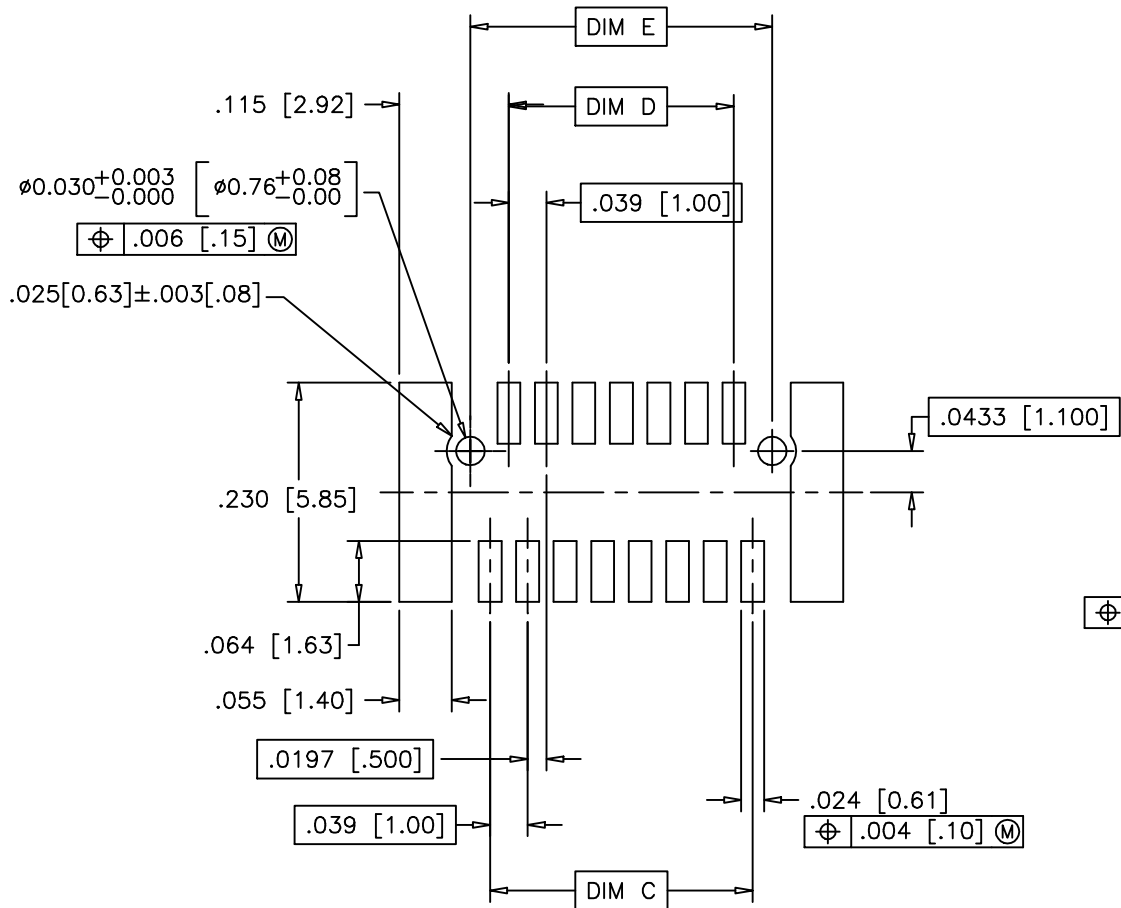 DIM E
.115 [2.92]
DIM D
⌀0.030 +0.003 -0.000 [⌀0.76 +0.08 -0.00]
.039 [1.00]
⌖ .006 [.15] Ⓜ
.025[0.63]±.003[.08]
.0433 [1.100]
.230 [5.85]
⌖
.064 [1.63]
.055 [1.40]
.0197 [.500]
.024 [0.61]
.039 [1.00]
⌖ .004 [.10] Ⓜ
DIM C